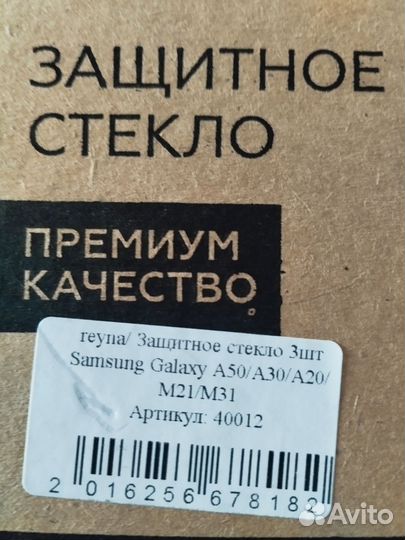 ЗАЩИТНОЕ
СТЕКЛО
ПРЕМИУМ
КАЧЕСТВО
reyna/ Защитное стекло 3шт
Samsung Galaxy A50/A30/A20/
M21/M31
Артикул: 40012
2 016256 678182
Avito